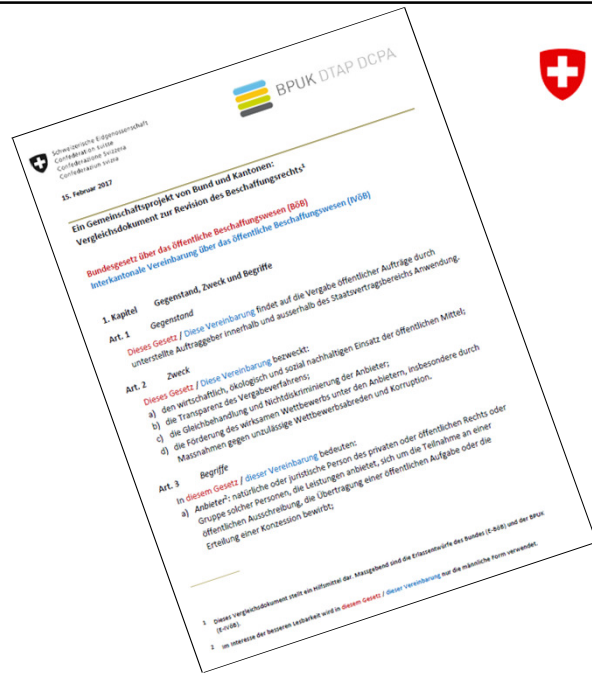 BPUK DTAP DCPA
Schweizerische Eidgenossenschaft
Confédération suisse
Confederazione Svizzera
Confederaziun svizra
15. Februar 2017
Ein Gemeinschaftsprojekt von Bund und Kantonen:
Vergleichsdokument zur Revision des Beschaffungsrechts¹
Bundesgesetz über das öffentliche Beschaffungswesen (BöB)
Interkantonale Vereinbarung über das öffentliche Beschaffungswesen (IVöB)
1. Kapitel Gegenstand, Zweck und Begriffe
Art. 1 Gegenstand
Dieses Gesetz / Diese Vereinbarung findet auf die Vergabe öffentlicher Aufträge durch
unterstellte Auftraggeber innerhalb und ausserhalb des Staatsvertragsbereichs Anwendung.
Art. 2 Zweck
Dieses Gesetz / Diese Vereinbarung bezweckt:
a) den wirtschaftlich, ökologisch und sozial nachhaltigen Einsatz der öffentlichen Mittel;
b) die Transparenz des Vergabeverfahrens;
c) die Gleichbehandlung und Nichtdiskriminierung der Anbieter;
d) die Förderung des wirksamen Wettbewerbs unter den Anbietern, insbesondere durch
Massnahmen gegen unzulässige Wettbewerbsabreden und Korruption.
Art. 3 Begriffe
In diesem Gesetz / dieser Vereinbarung bedeuten:
a) Anbieter²: natürliche oder juristische Person des privaten oder öffentlichen Rechts oder
Gruppe solcher Personen, die Leistungen anbietet, sich um die Teilnahme an einer
öffentlichen Ausschreibung, die Übertragung einer öffentlichen Aufgabe oder die
Erteilung einer Konzession bewirbt;
1 Dieses Vergleichsdokument stellt ein Hilfsmittel dar. Massgebend sind die Erlassentwürfe des Bundes (E-BöB) und der BPUK
(E-IVöB).
2 Im Interesse der besseren Lesbarkeit wird in diesem Gesetz / dieser Vereinbarung nur die männliche Form verwendet.